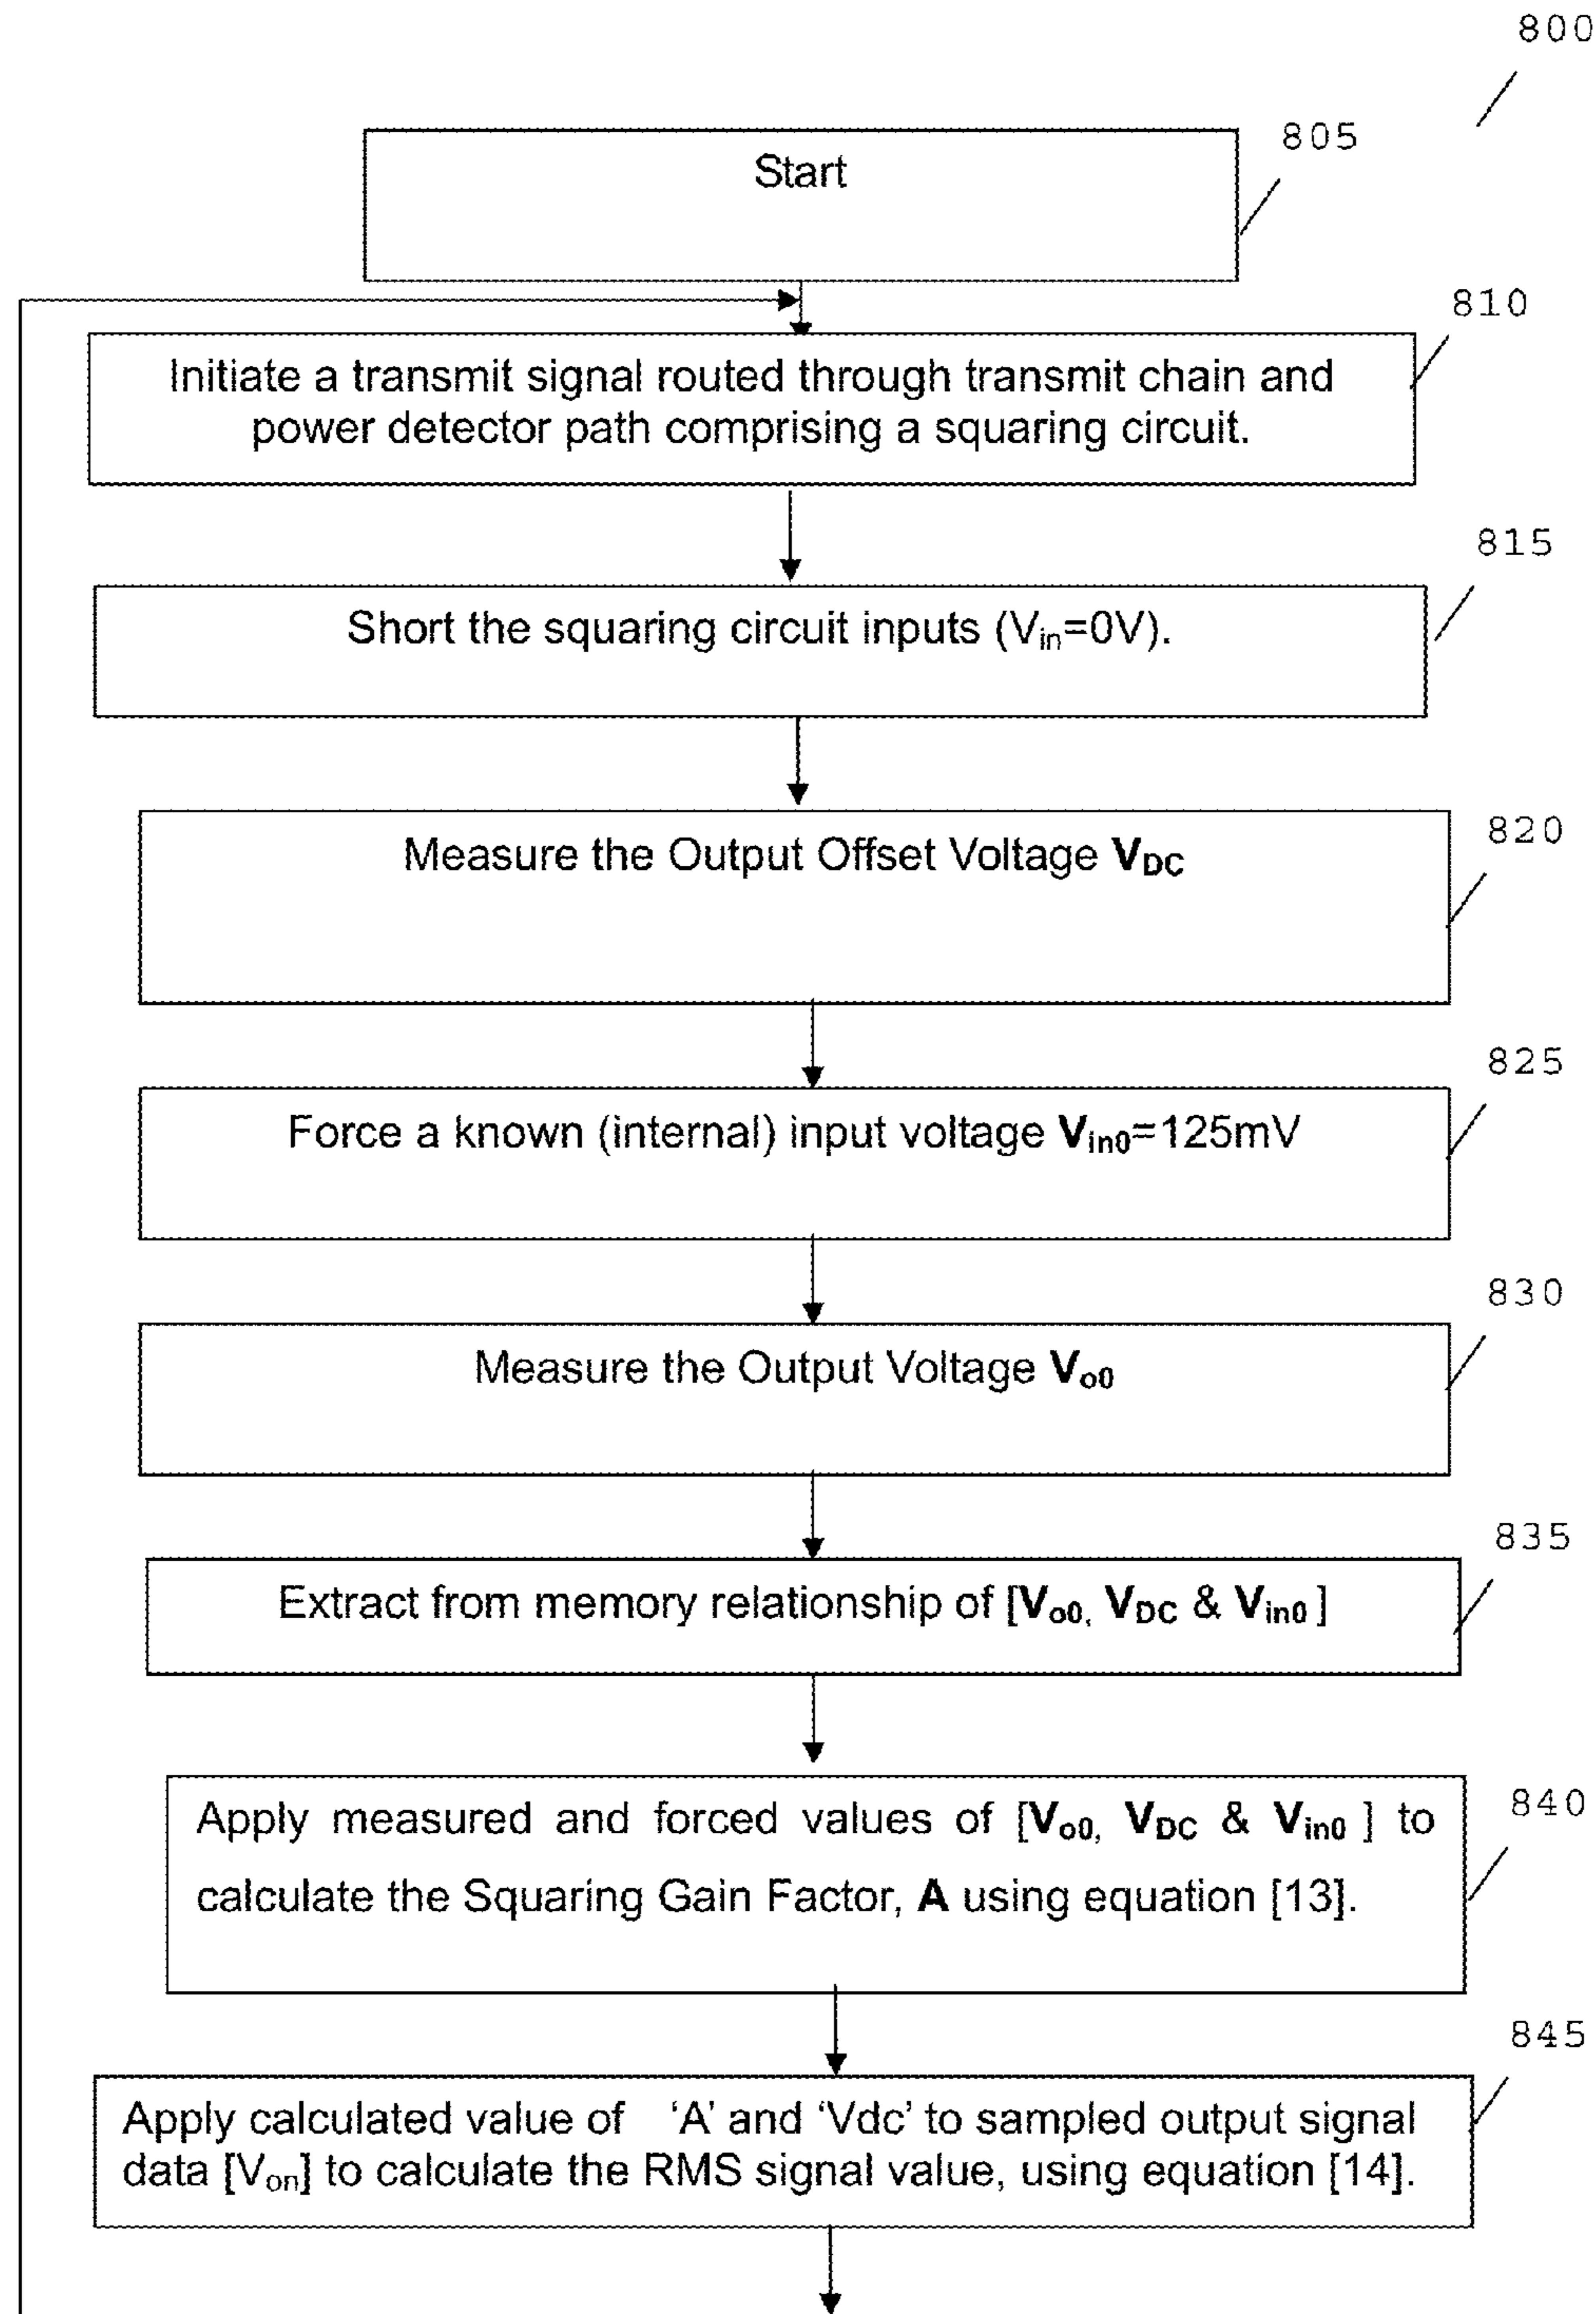 800
805
Start
810
Initiate a transmit signal routed through transmit chain and
power detector path comprising a squaring circuit.
815
Short the squaring circuit inputs (Vin=0V).
820
Measure the Output Offset Voltage VDC
825
Force a known (internal) input voltage Vin0=125mV
830
Measure the Output Voltage Vo0
835
Extract from memory relationship of [Vo0, VDC & Vin0 ]
840
Apply measured and forced values of [Vo0, VDC & Vin0 ] to
calculate the Squaring Gain Factor, A using equation [13].
845
Apply calculated value of ‘A’ and ‘Vdc’ to sampled output signal
data [Von] to calculate the RMS signal value, using equation [14].